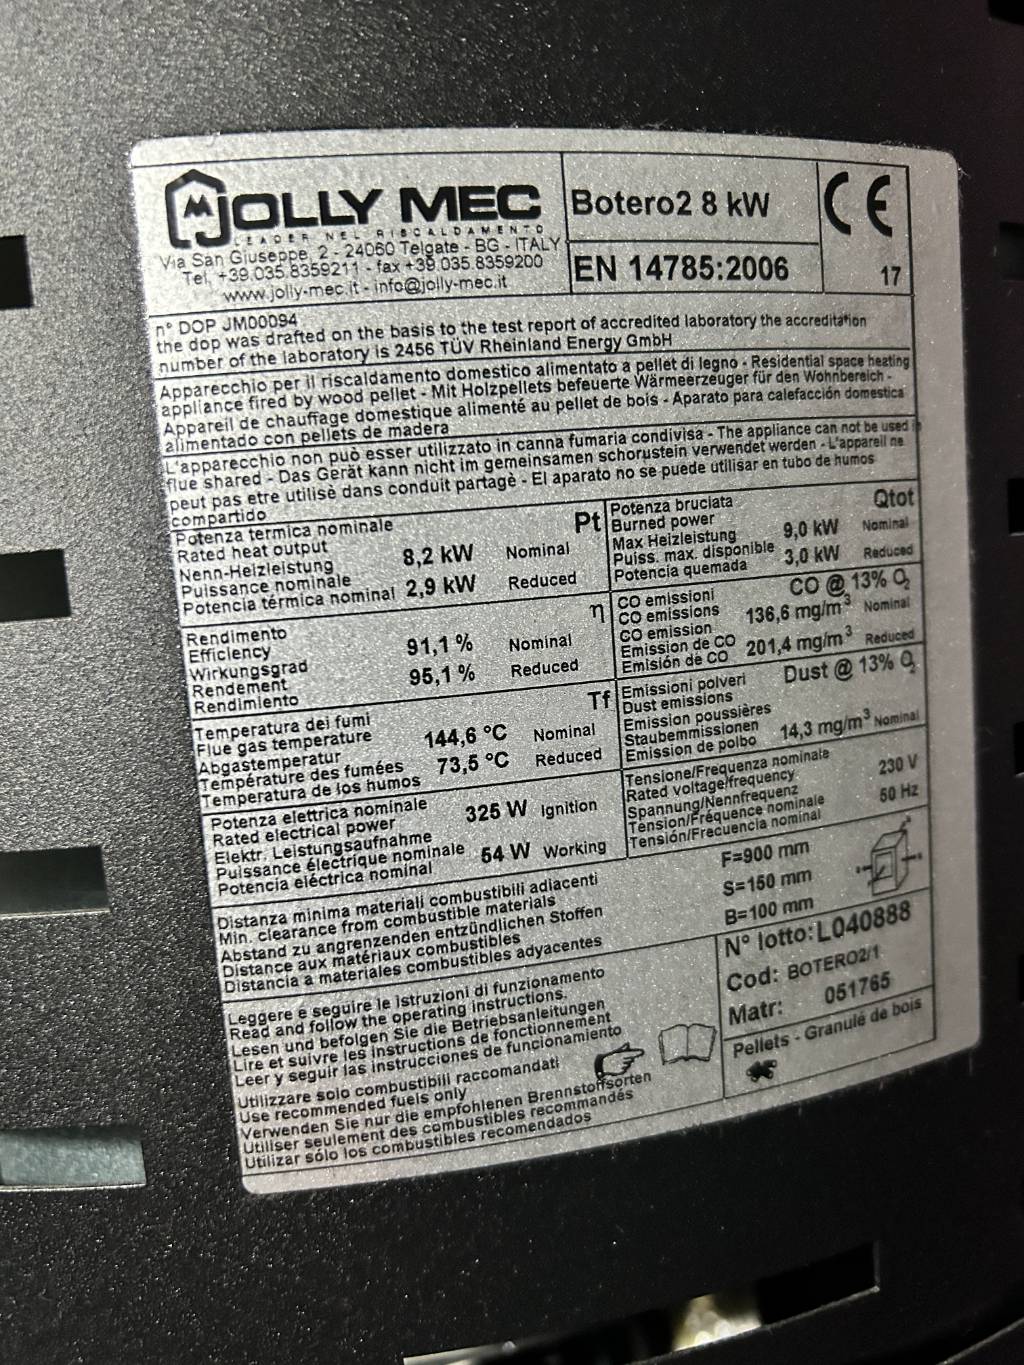 JOLLY MEC
LEADER NEL RISCALDAMENTO
Via San Giuseppe, 2 - 24060 Telgate - BG - ITALY
Tel. +39.035.8359211 - fax +39.035.8359200
www.jolly-mec.it - info@jolly-mec.it
Botero2 8 kW
EN 14785:2006
CE
17
n° DOP JM00094
the dop was drafted on the basis to the test report of accredited laboratory the accreditation
number of the laboratory is 2456 TÜV Rheinland Energy GmbH
Apparecchio per il riscaldamento domestico alimentato a pellet di legno - Residential space heating
appliance fired by wood pellet - Mit Holzpellets befeuerte Wärmeerzeuger für den Wohnbereich -
Appareil de chauffage domestique alimenté au pellet de bois - Aparato para calefacción domestica
alimentado con pellets de madera
L'apparecchio non può esser utilizzato in canna fumaria condivisa - The appliance can not be used in
flue shared - Das Gerät kann nicht im gemeinsamen schorustein verwendet werden - L'appareil ne
peut pas etre utilisè dans conduit partagè - El aparato no se puede utilisar en tubo de humos
compartido
Potenza termica nominale
Rated heat output
Nenn-Heizleistung
Puissance nominale
Potencia térmica nominal
Pt
8,2 kW Nominal
2,9 kW Reduced
Potenza bruciata
Burned power
Max Heizleistung
Puiss. max. disponible
Potencia quemada
Qtot
9,0 kW Nominal
3,0 kW Reduced
Rendimento
Efficiency
Wirkungsgrad
Rendement
Rendimiento
η
91,1 % Nominal
95,1 % Reduced
CO emissioni
CO emissions
CO emission
Emission de CO
Emisión de CO
CO @ 13% O2
136,6 mg/m³ Nominal
201,4 mg/m³ Reduced
Temperatura dei fumi
Flue gas temperature
Abgastemperatur
Température des fumées
Temperatura de los humos
Tf
144,6 °C Nominal
73,5 °C Reduced
Emissioni polveri
Dust emissions
Emission poussières
Staubemmissionen
Emission de polbo
Dust @ 13% O2
14,3 mg/m³ Nominal
Potenza elettrica nominale
Rated electrical power
Elektr. Leistungsaufnahme
Puissance électrique nominale
Potencia eléctrica nominal
325 W Ignition
54 W Working
Tensione/Frequenza nominale
Rated voltage/frequency
Spannung/Nennfrequenz
Tension/Fréquence nominale
Tensión/Frecuencia nominal
230 V
50 Hz
Distanza minima materiali combustibili adiacenti
Min. clearance from combustible materials
Abstand zu angrenzenden entzündlichen Stoffen
Distance aux matériaux combustibles
Distancia a materiales combustibles adyacentes
F=900 mm
S=150 mm
B=100 mm
Leggere e seguire le istruzioni di funzionamento
Read and follow the operating instructions.
Lesen und befolgen Sie die Betriebsanleitungen
Lire et suivre les instructions de fonctionnement
Leer y seguir las instrucciones de funcionamiento
Utilizzare solo combustibili raccomandati
Use recommended fuels only
Verwenden Sie nur die empfohlenen Brennstoffsorten
Utiliser seulement des combustibles recommandés
Utilizar sólo los combustibles recomendados
N° lotto: L040888
Cod: BOTERO2/1
Matr: 051765
Pellets - Granulé de bois